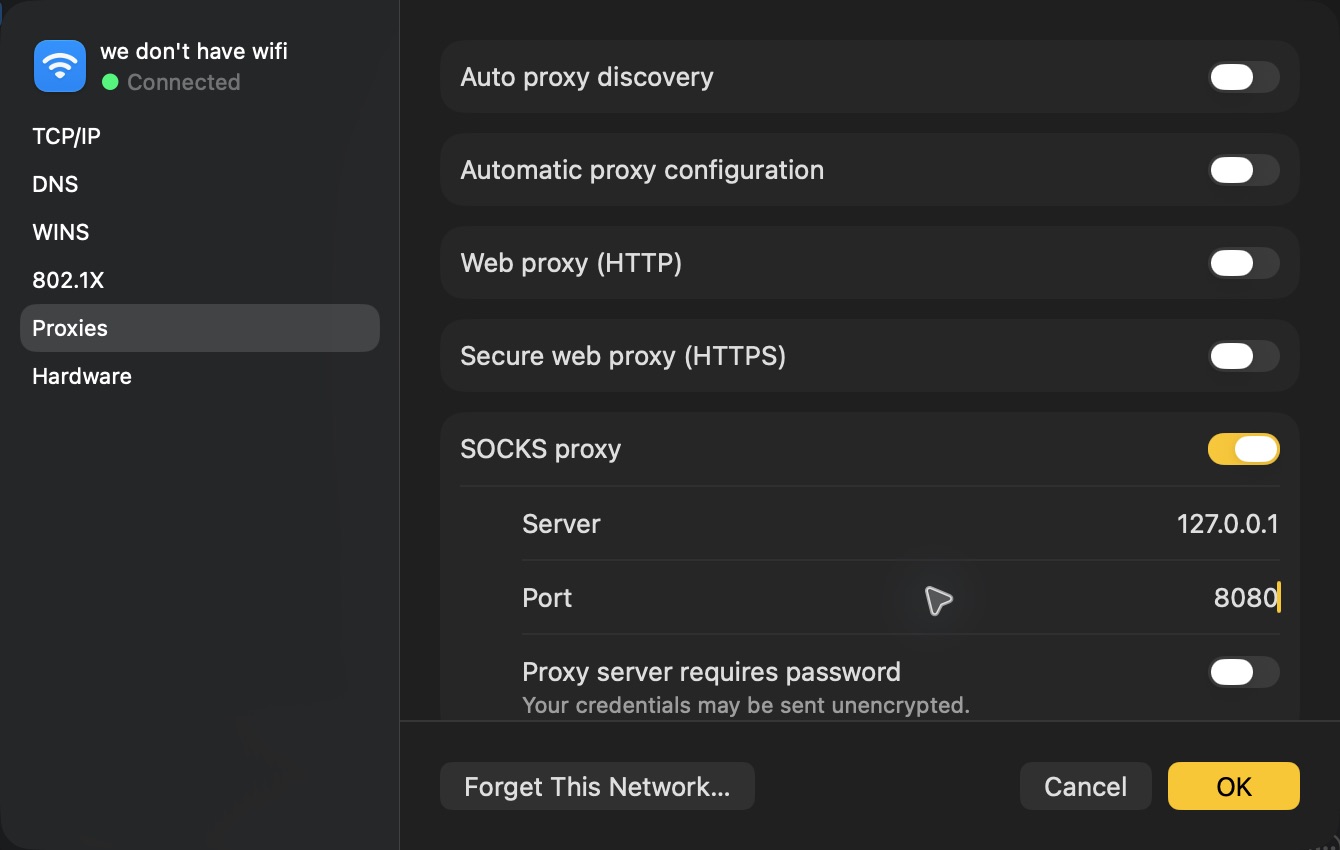 we don't have wifi
Connected
TCP/IP
DNS
WINS
802.1X
Proxies
Hardware
Auto proxy discovery
Automatic proxy configuration
Web proxy (HTTP)
Secure web proxy (HTTPS)
SOCKS proxy
Server 127.0.0.1
Port 8080
Proxy server requires password
Your credentials may be sent unencrypted.
Forget This Network... Cancel OK